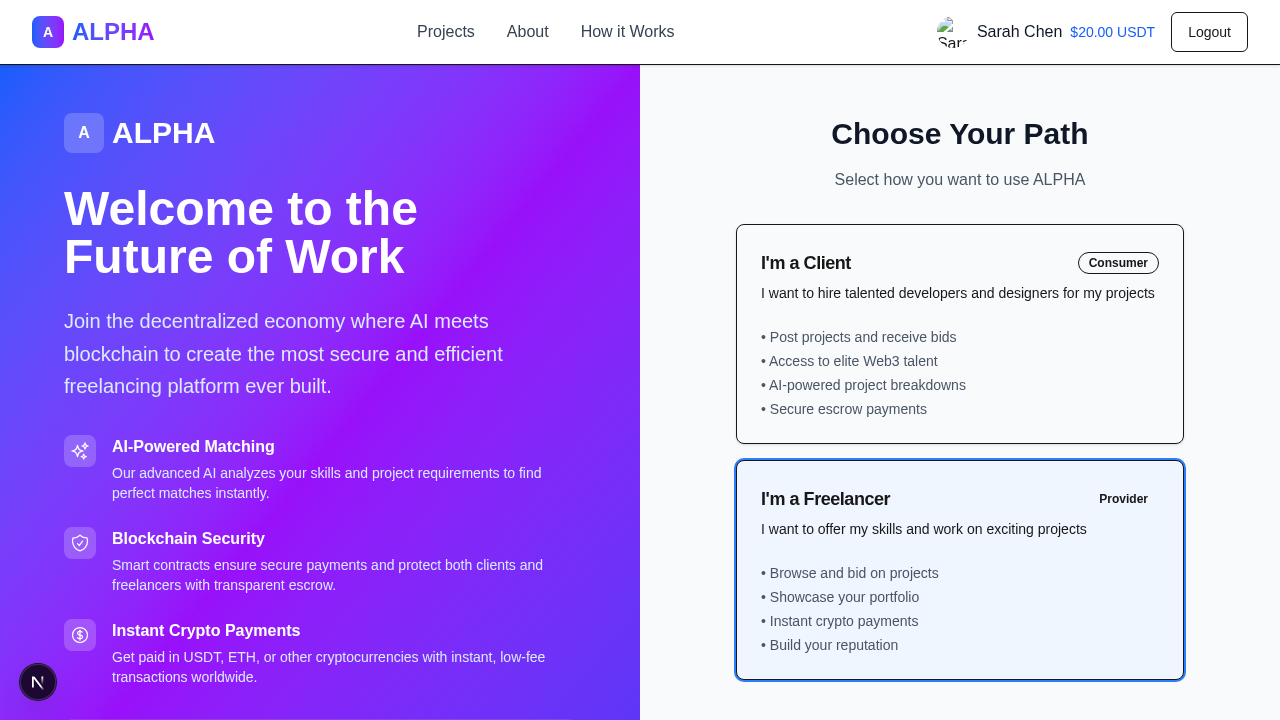 A ALPHA
Projects About How it Works
Sarah Chen $20.00 USDT
Logout
A ALPHA
Welcome to the
Future of Work
Join the decentralized economy where AI meets
blockchain to create the most secure and efficient
freelancing platform ever built.
AI-Powered Matching
Our advanced AI analyzes your skills and project requirements to find
perfect matches instantly.
Blockchain Security
Smart contracts ensure secure payments and protect both clients and
freelancers with transparent escrow.
Instant Crypto Payments
Get paid in USDT, ETH, or other cryptocurrencies with instant, low-fee
transactions worldwide.
N
Choose Your Path
Select how you want to use ALPHA
I'm a Client
Consumer
I want to hire talented developers and designers for my projects
• Post projects and receive bids
• Access to elite Web3 talent
• AI-powered project breakdowns
• Secure escrow payments
I'm a Freelancer
Provider
I want to offer my skills and work on exciting projects
• Browse and bid on projects
• Showcase your portfolio
• Instant crypto payments
• Build your reputation